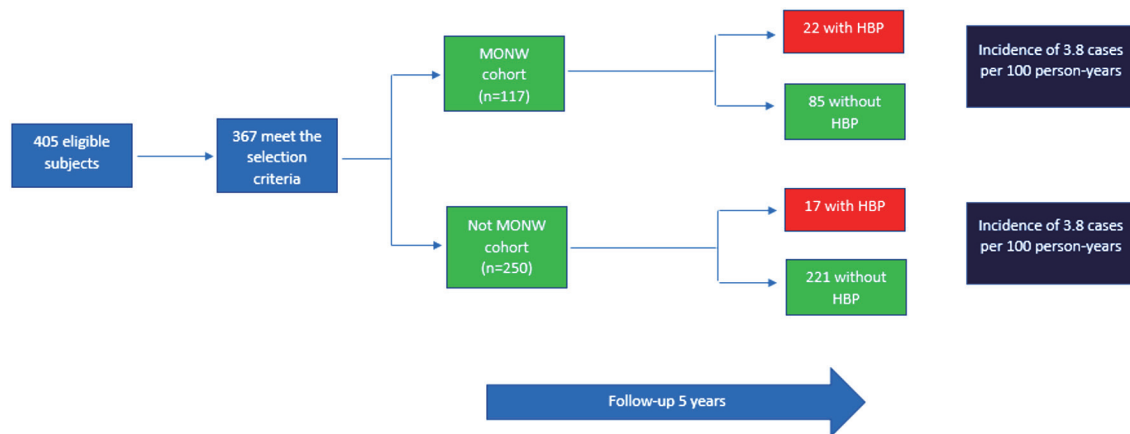 405 eligible
subjects
367 meet the
selection
criteria
MONW
cohort
(n=117)
22 with HBP
85 without
HBP
Incidence of 3.8 cases
per 100 person-years
Not MONW
cohort
(n=250)
17 with HBP
221 without
HBP
Incidence of 3.8 cases
per 100 person-years
Follow-up 5 years